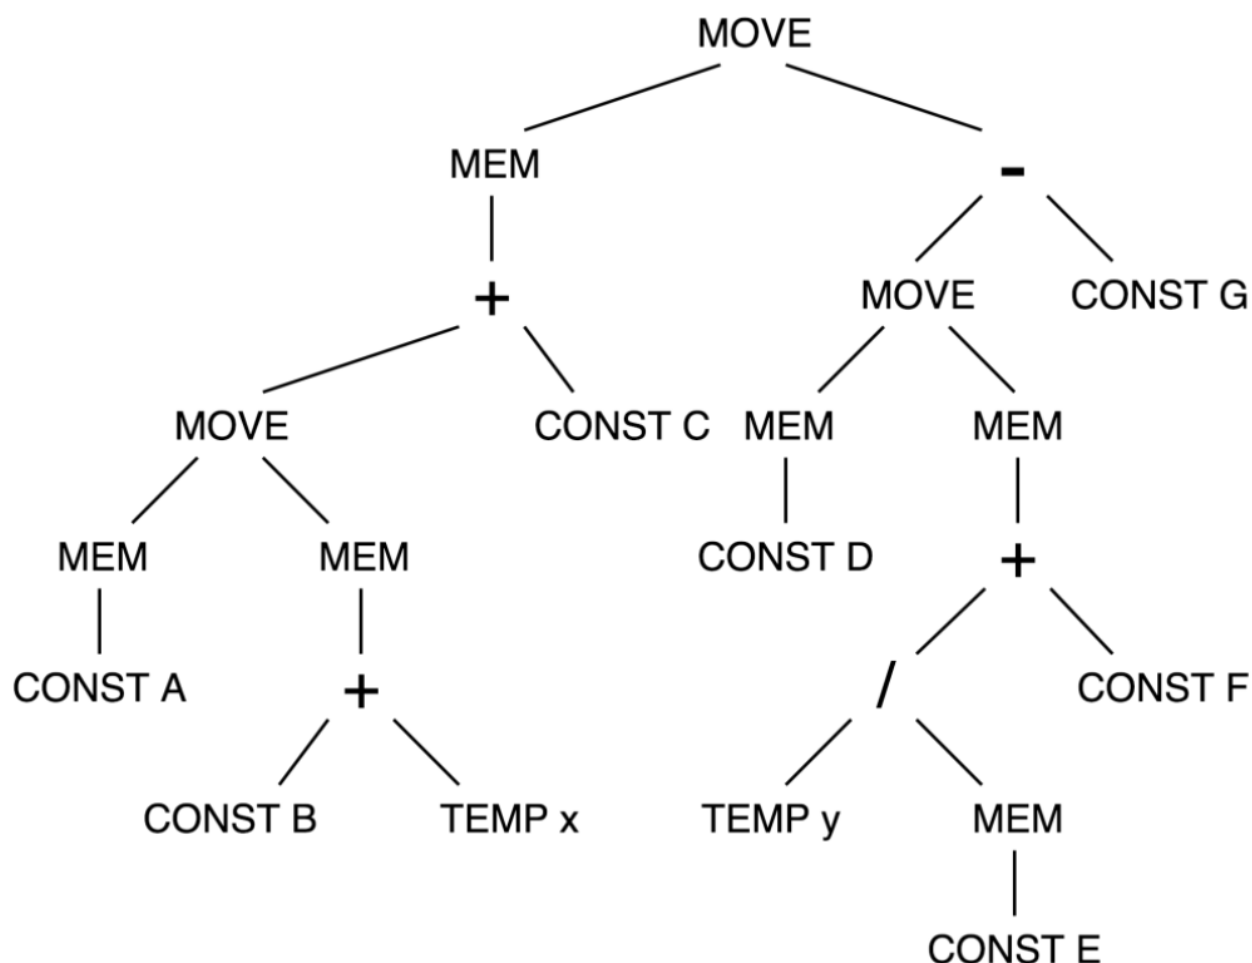 MOVE
MEM -
+ MOVE CONST G
MOVE CONST C MEM MEM
MEM MEM CONST D +
CONST A + / CONST F
CONST B TEMP x TEMP y MEM
CONST E